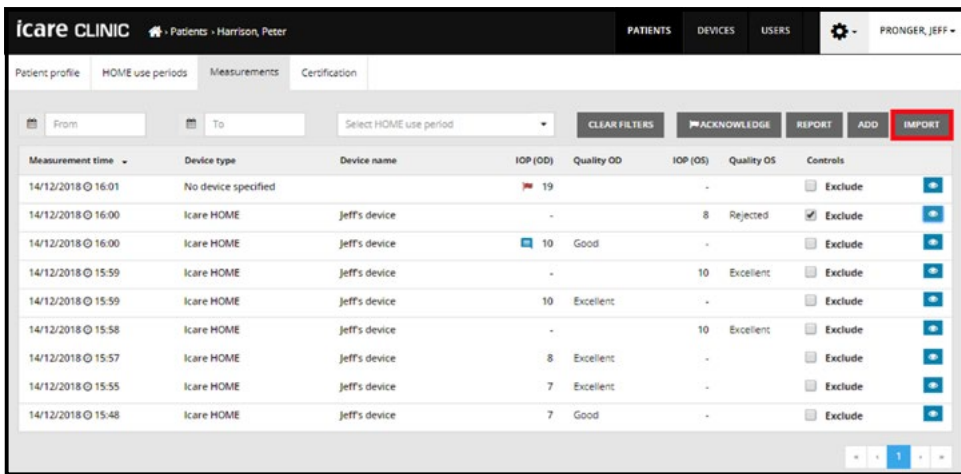 icare CLINIC › Patients › Harrison, Peter PATIENTS DEVICES USERS PRONGER, JEFF
Patient profile HOME use periods Measurements Certification
From To Select HOME use period CLEAR FILTERS ACKNOWLEDGE REPORT ADD IMPORT
Measurement time Device type Device name IOP (OD) Quality OD IOP (OS) Quality OS Controls
14/12/2018 16:01 No device specified 19 - Exclude
14/12/2018 16:00 Icare HOME Jeff's device - 8 Rejected Exclude
14/12/2018 16:00 Icare HOME Jeff's device 10 Good - Exclude
14/12/2018 15:59 Icare HOME Jeff's device - 10 Excellent Exclude
14/12/2018 15:59 Icare HOME Jeff's device 10 Excellent - Exclude
14/12/2018 15:58 Icare HOME Jeff's device - 10 Excellent Exclude
14/12/2018 15:57 Icare HOME Jeff's device 8 Excellent - Exclude
14/12/2018 15:55 Icare HOME Jeff's device 7 Excellent - Exclude
14/12/2018 15:48 Icare HOME Jeff's device 7 Good - Exclude
« ‹ 1 › »